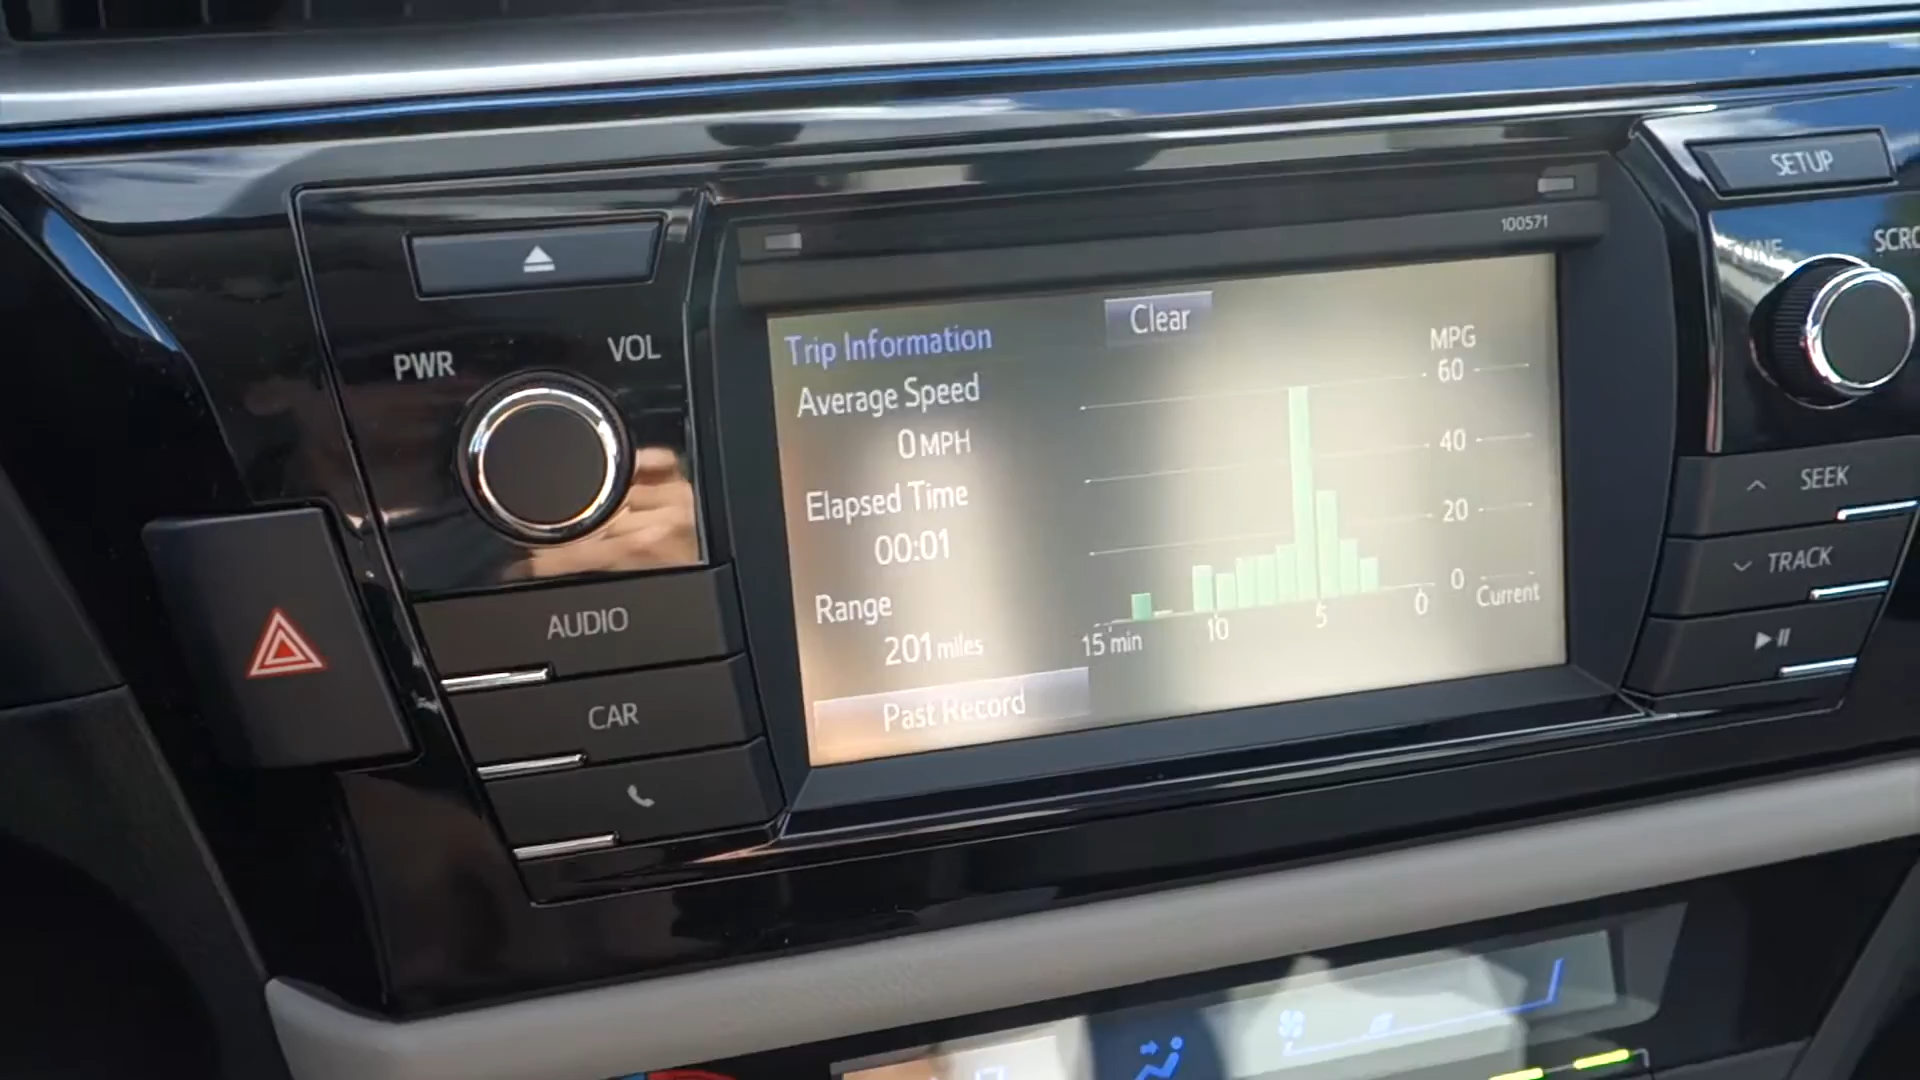 SETUP
100571
SCRO
PWR
VOL
Trip Information
Clear
Average Speed
0 MPH
Elapsed Time
00:01
Range
201 miles
Past Record
MPG
60
40
20
0
15 min
10
5
0
Current
AUDIO
CAR
SEEK
TRACK